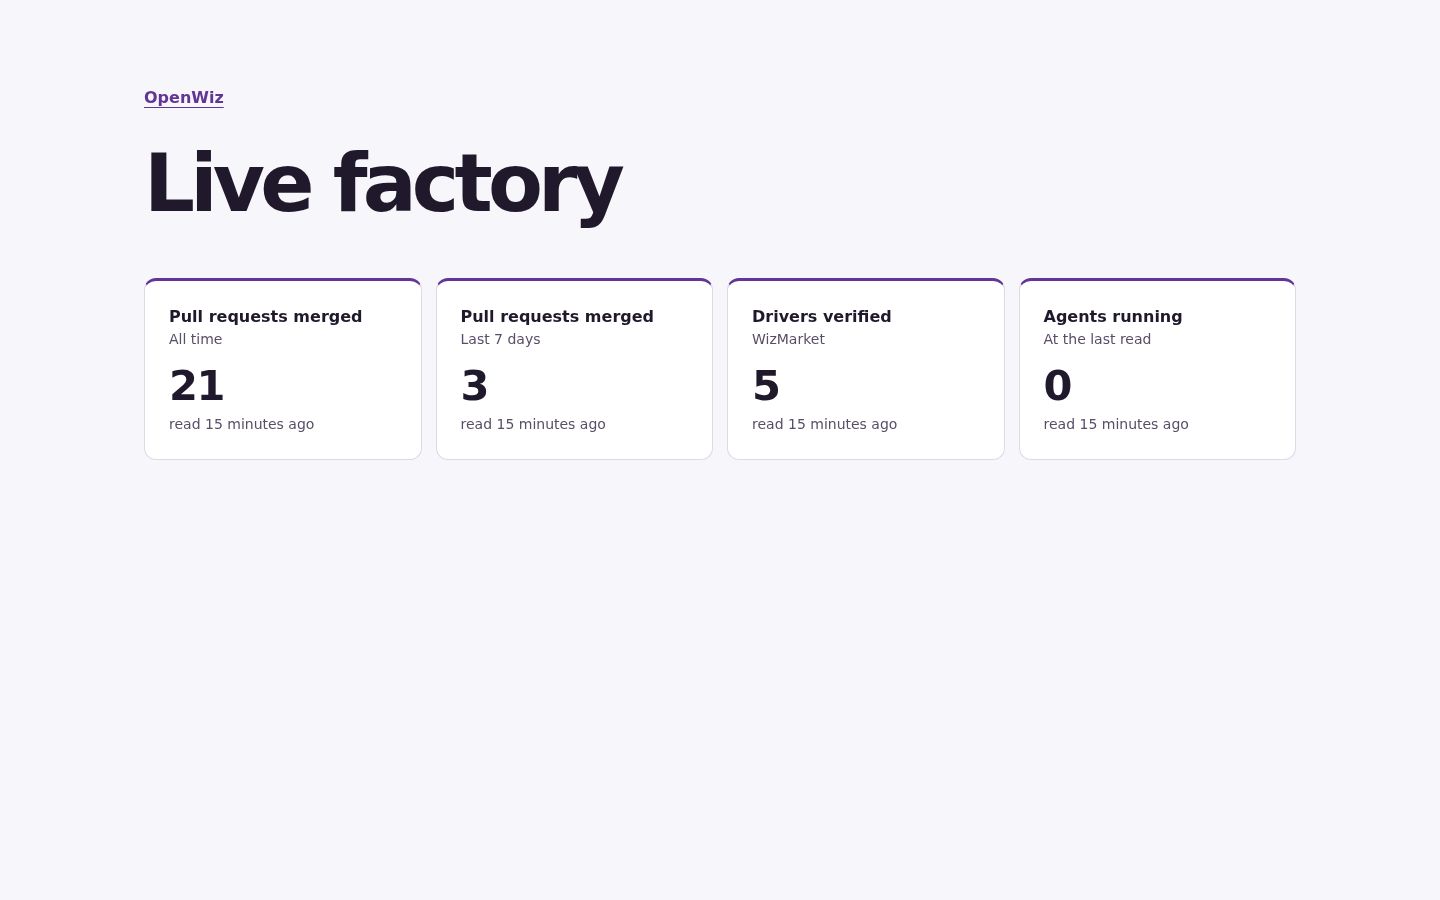 OpenWiz
Live factory
Pull requests merged
All time
21
read 15 minutes ago
Pull requests merged
Last 7 days
3
read 15 minutes ago
Drivers verified
WizMarket
5
read 15 minutes ago
Agents running
At the last read
0
read 15 minutes ago